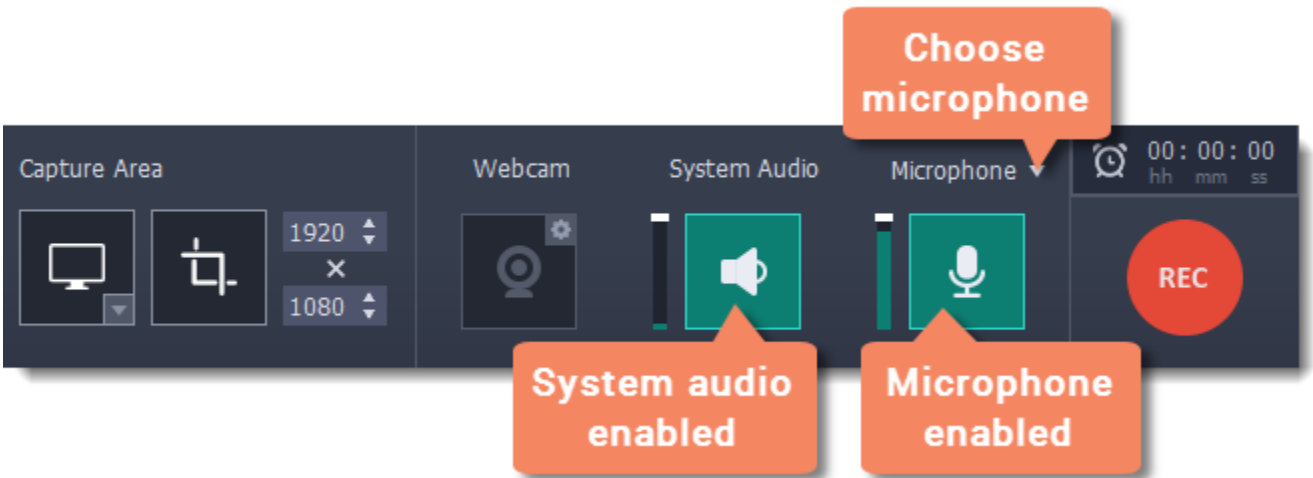 Choose
microphone
Capture Area
Webcam
System Audio
Microphone
00: 00: 00
hh mm ss
1920
×
1080
REC
System audio
enabled
Microphone
enabled